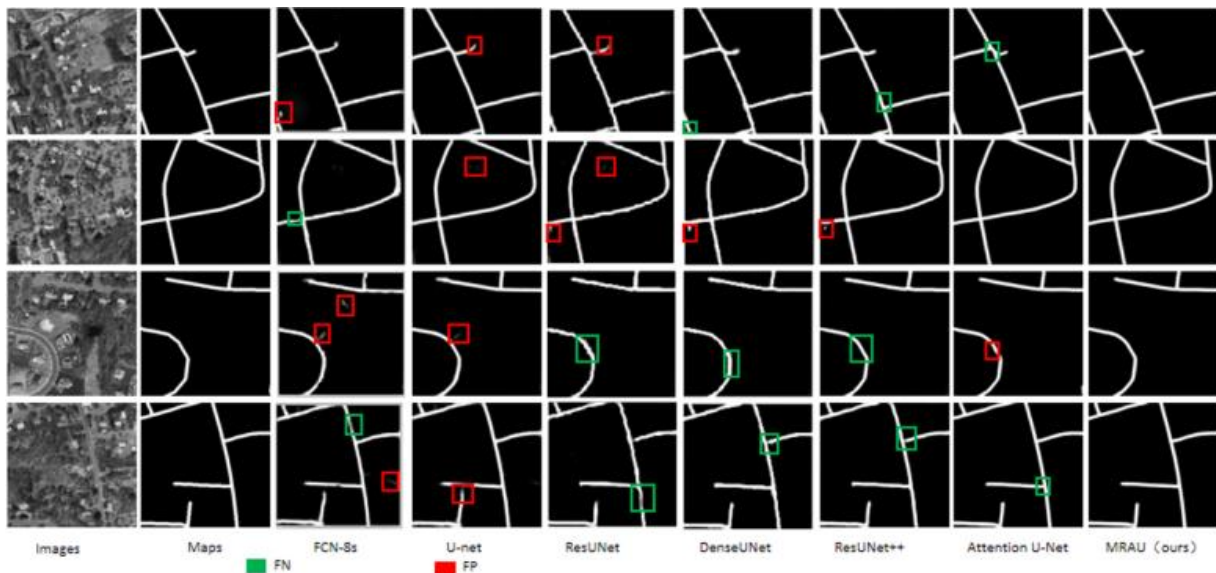 Images Maps FCN-8s U-net ResUNet DenseUNet ResUNet++ Attention U-Net MRAU（ours）
FN FP